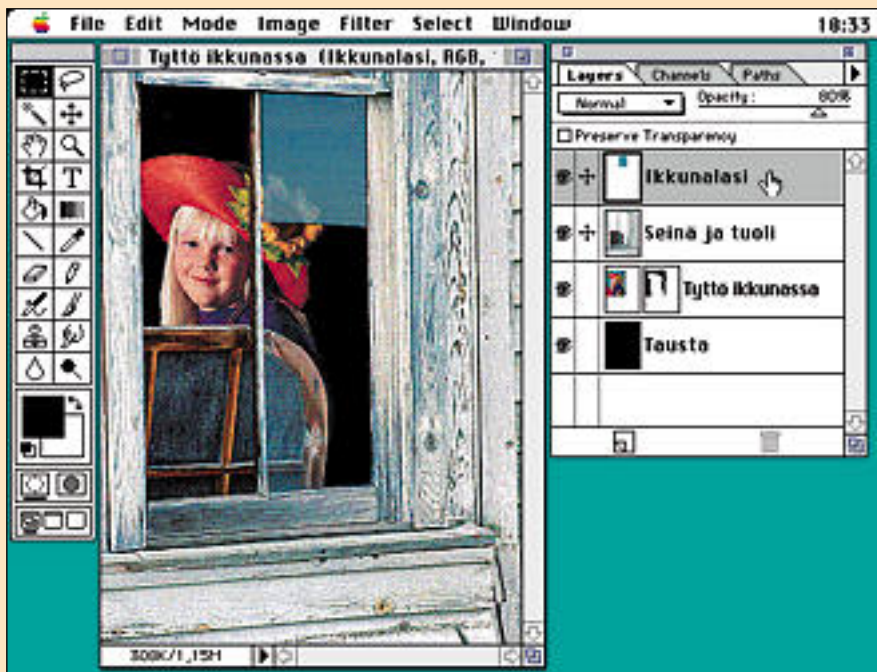 File Edit Mode Image Filter Select Window 18:33
Tyttö ikkunassa (Ikkunalasi, RGB,
Layers Channels Paths
Normal Opacity: 80%
Preserve Transparency
Ikkunalasi
Seinä ja tuoli
Tyttö ikkunassa
Tausta
T
308K/1,15M